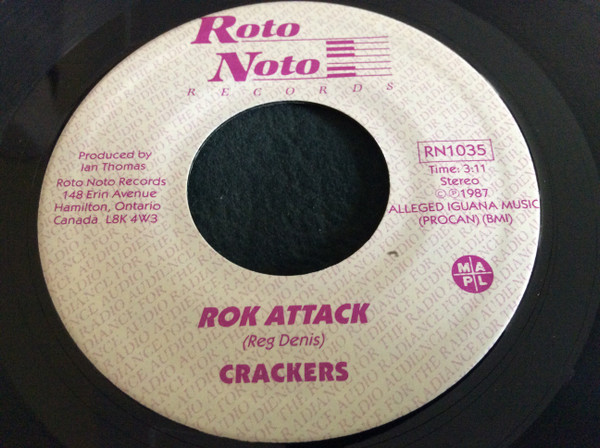 Roto
Noto
RECORDS
Produced by
Ian Thomas
Roto Noto Records
148 Erin Avenue
Hamilton, Ontario
Canada L8K 4W3
RN1035
Time: 3:11
Stereo
©℗1987
ALLEGED IGUANA MUSIC
(PROCAN) (BMI)
M A
P L
ROK ATTACK
(Reg Denis)
CRACKERS